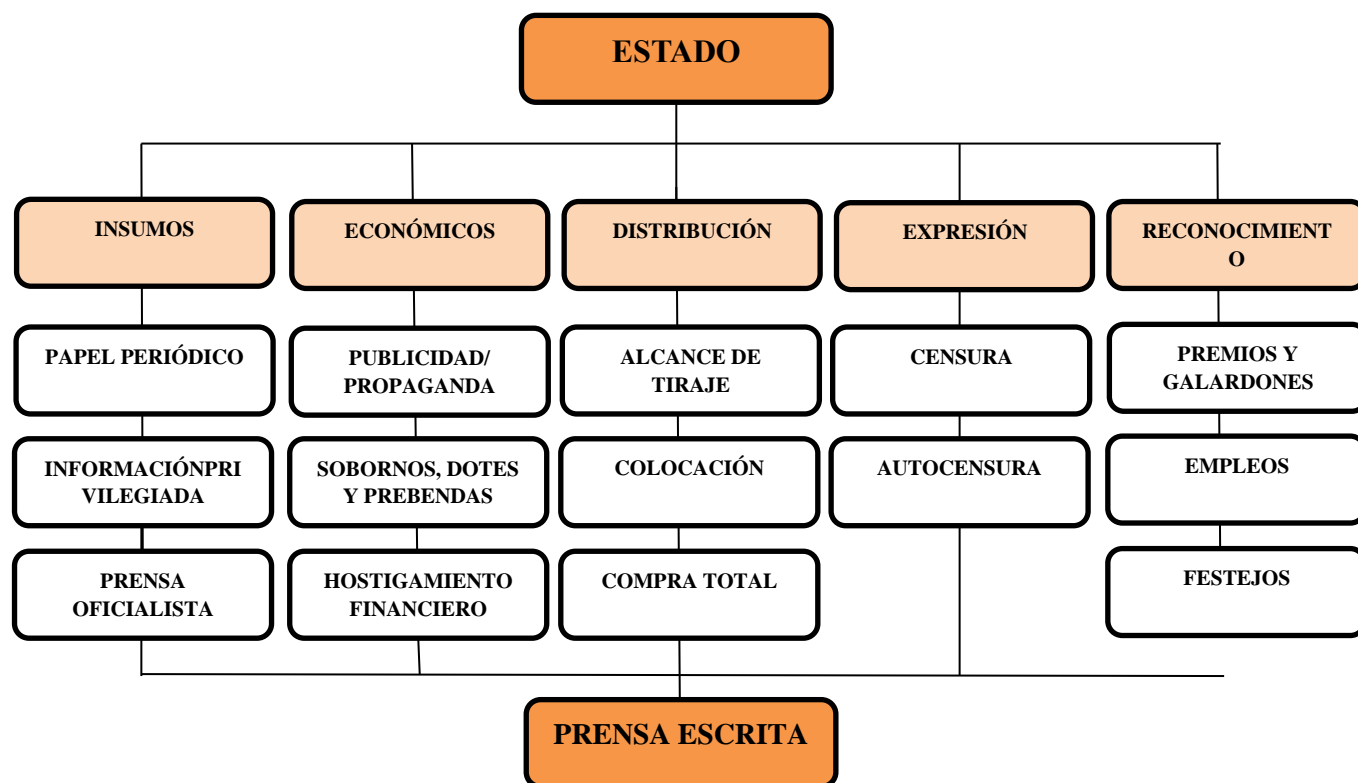 ESTADO
INSUMOS
ECONÓMICOS
DISTRIBUCIÓN
EXPRESIÓN
RECONOCIMIENT
O
PAPEL PERIÓDICO
PUBLICIDAD/
PROPAGANDA
ALCANCE DE
TIRAJE
CENSURA
PREMIOS Y
GALARDONES
INFORMACIÓNPRI
VILEGIADA
SOBORNOS, DOTES
Y PREBENDAS
COLOCACIÓN
AUTOCENSURA
EMPLEOS
PRENSA
OFICIALISTA
HOSTIGAMIENTO
FINANCIERO
COMPRA TOTAL
FESTEJOS
PRENSA ESCRITA